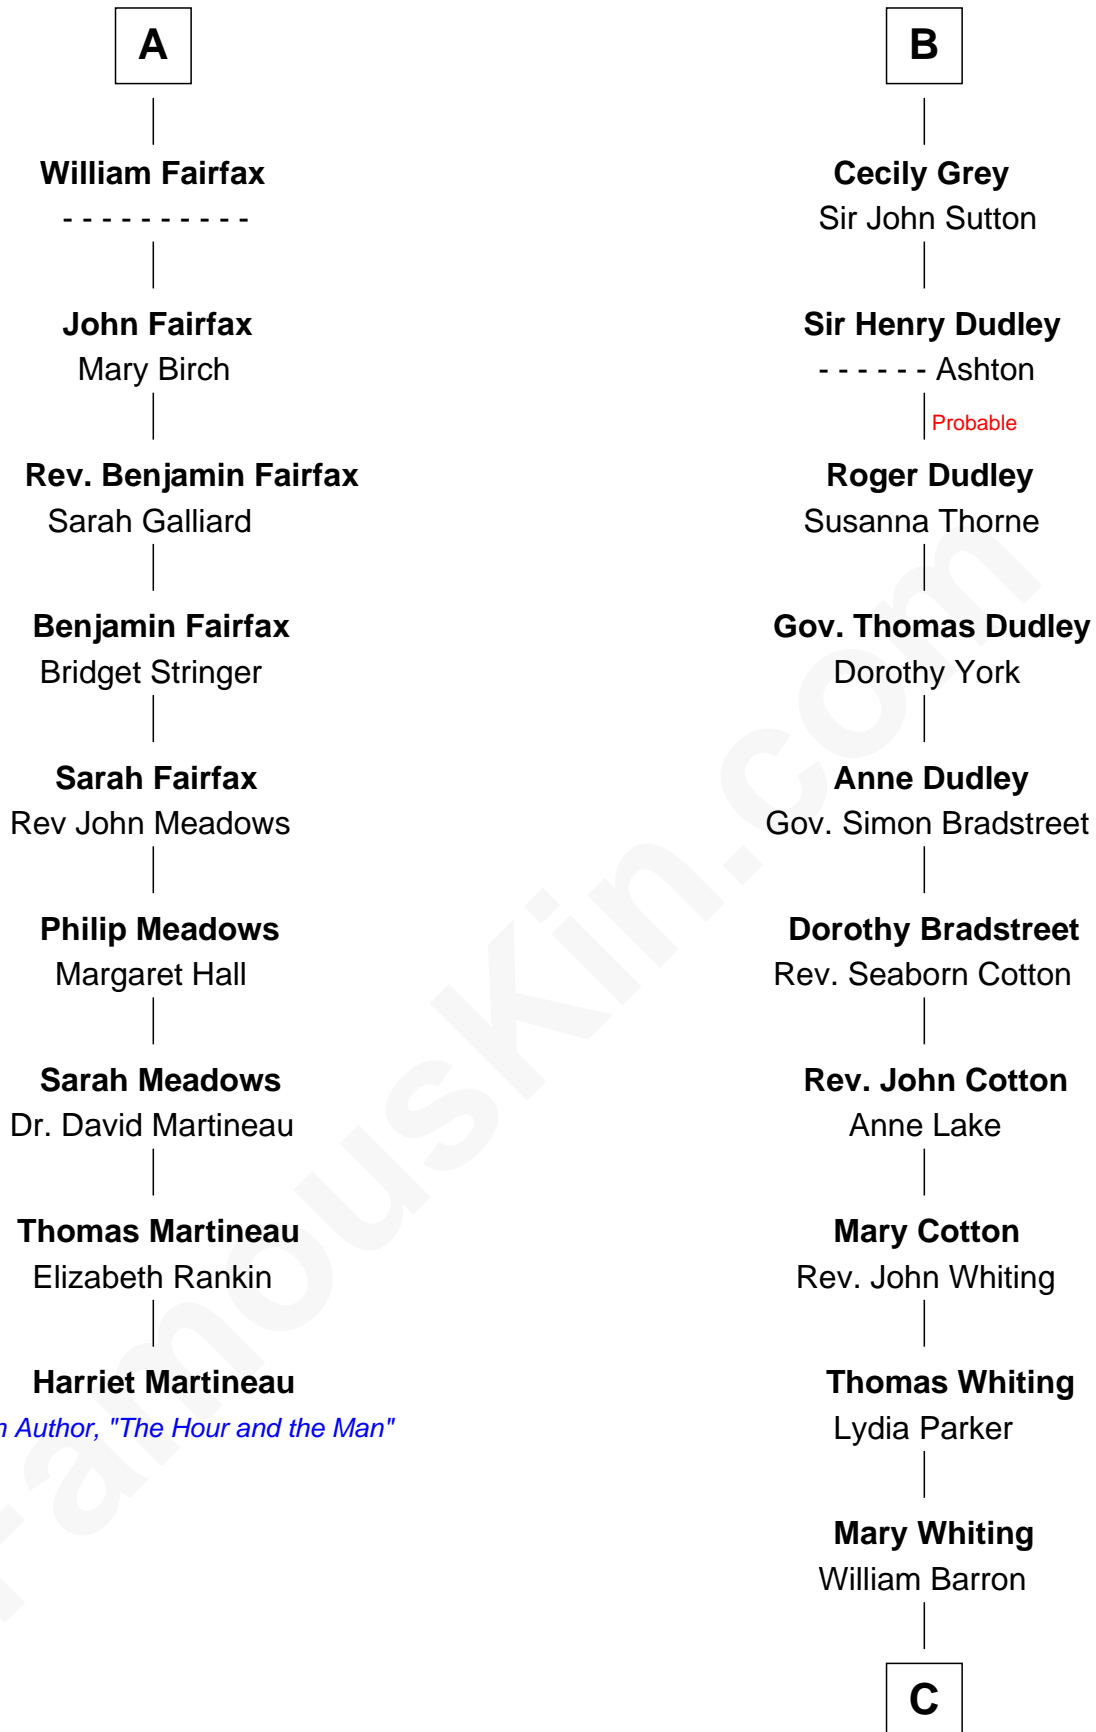 A
William Fairfax
- - - - - - - - - -
John Fairfax
Mary Birch
Rev. Benjamin Fairfax
Sarah Galliard
Benjamin Fairfax
Bridget Stringer
Sarah Fairfax
Rev John Meadows
Philip Meadows
Margaret Hall
Sarah Meadows
Dr. David Martineau
Thomas Martineau
Elizabeth Rankin
Harriet Martineau
Author, "The Hour and the Man"
B
Cecily Grey
Sir John Sutton
Sir Henry Dudley
- - - - - - Ashton
Probable
Roger Dudley
Susanna Thorne
Gov. Thomas Dudley
Dorothy York
Anne Dudley
Gov. Simon Bradstreet
Dorothy Bradstreet
Rev. Seaborn Cotton
Rev. John Cotton
Anne Lake
Mary Cotton
Rev. John Whiting
Thomas Whiting
Lydia Parker
Mary Whiting
William Barron
C
FamousKin.com